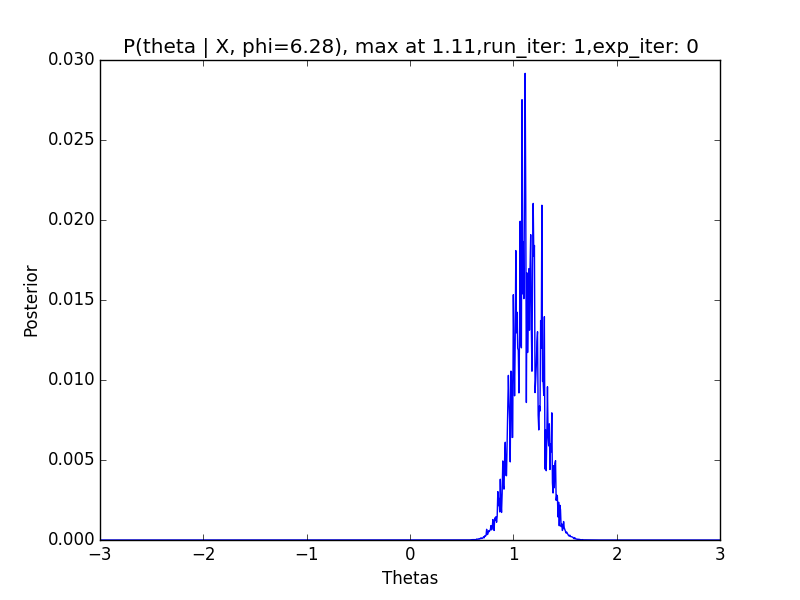 P(theta | X, phi=6.28), max at 1.11,run_iter: 1,exp_iter: 0
0.030
0.025
0.020
0.015
0.010
0.005
0.000
Posterior
−3 −2 −1 0 1 2 3
Thetas